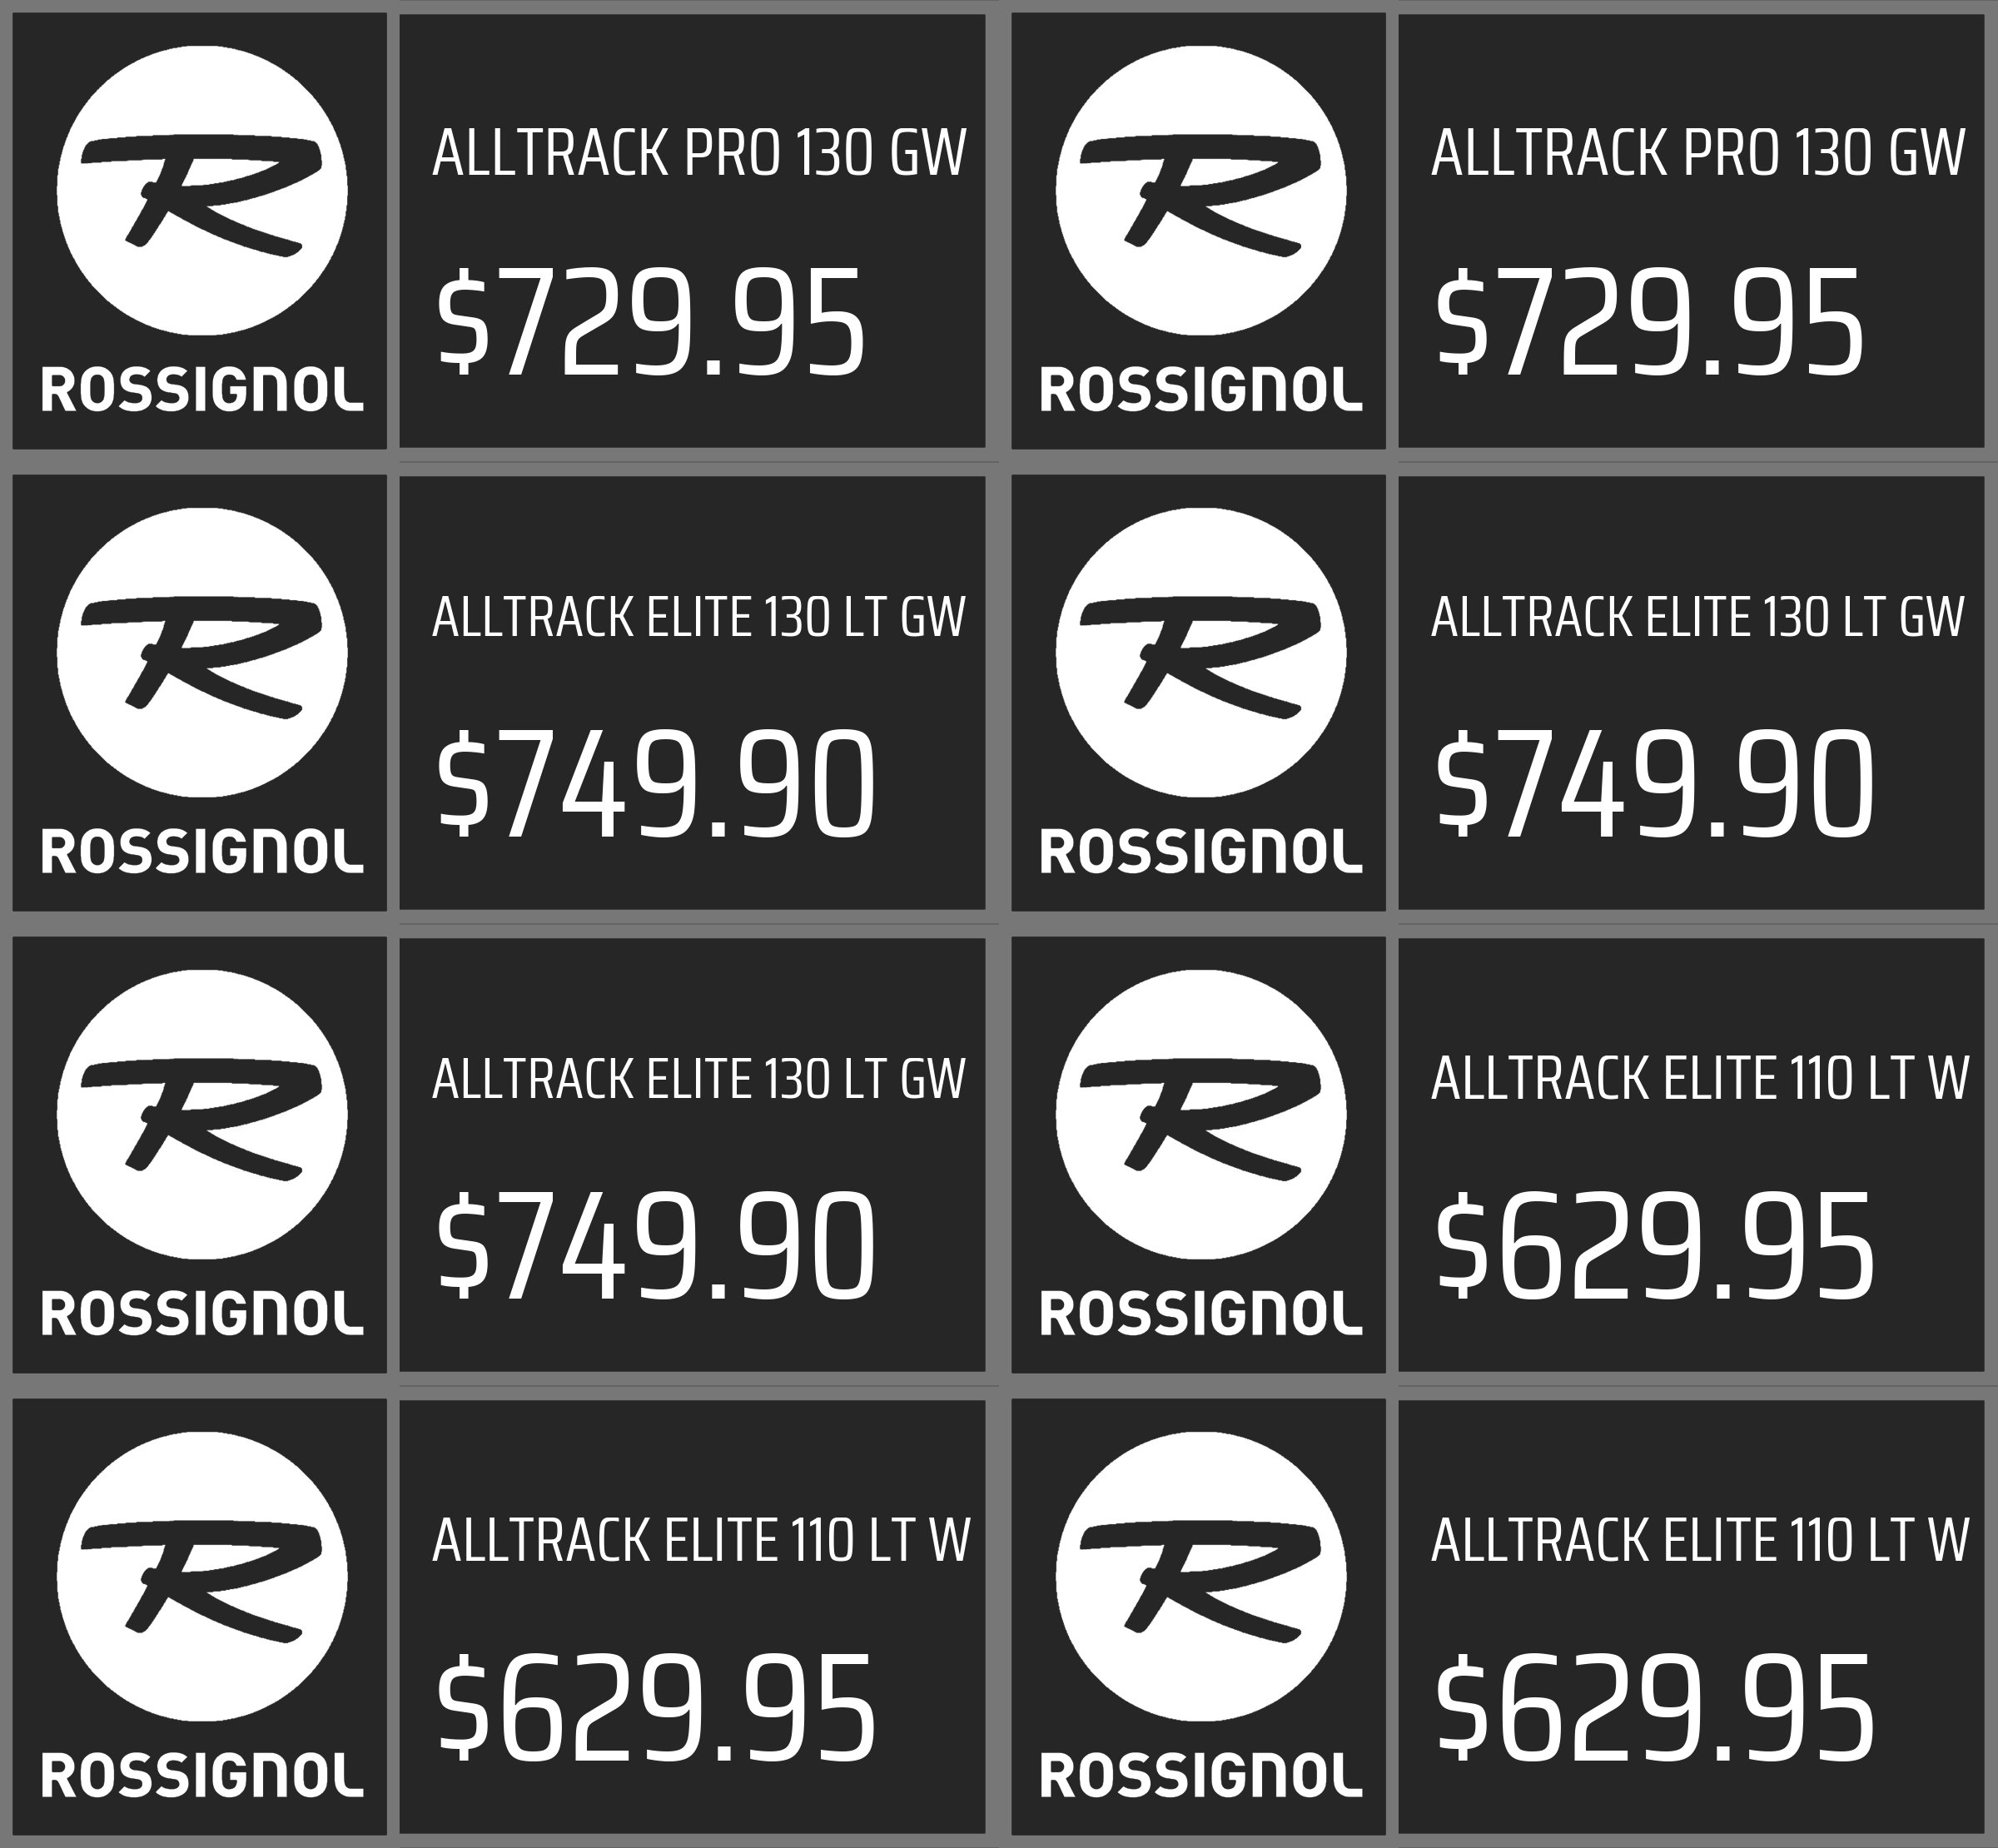 ALLTRACK PRO 130 GW
$729.95
R
ROSSIGNOL
ALLTRACK PRO 130 GW
$729.95
R
ROSSIGNOL
ALLTRACK ELITE 130 LT GW
$749.90
R
ROSSIGNOL
ALLTRACK ELITE 130 LT GW
$749.90
R
ROSSIGNOL
ALLTRACK ELITE 130 LT GW
$749.90
R
ROSSIGNOL
ALLTRACK ELITE 110 LT W
$629.95
R
ROSSIGNOL
ALLTRACK ELITE 110 LT W
$629.95
R
ROSSIGNOL
ALLTRACK ELITE 110 LT W
$629.95
R
ROSSIGNOL